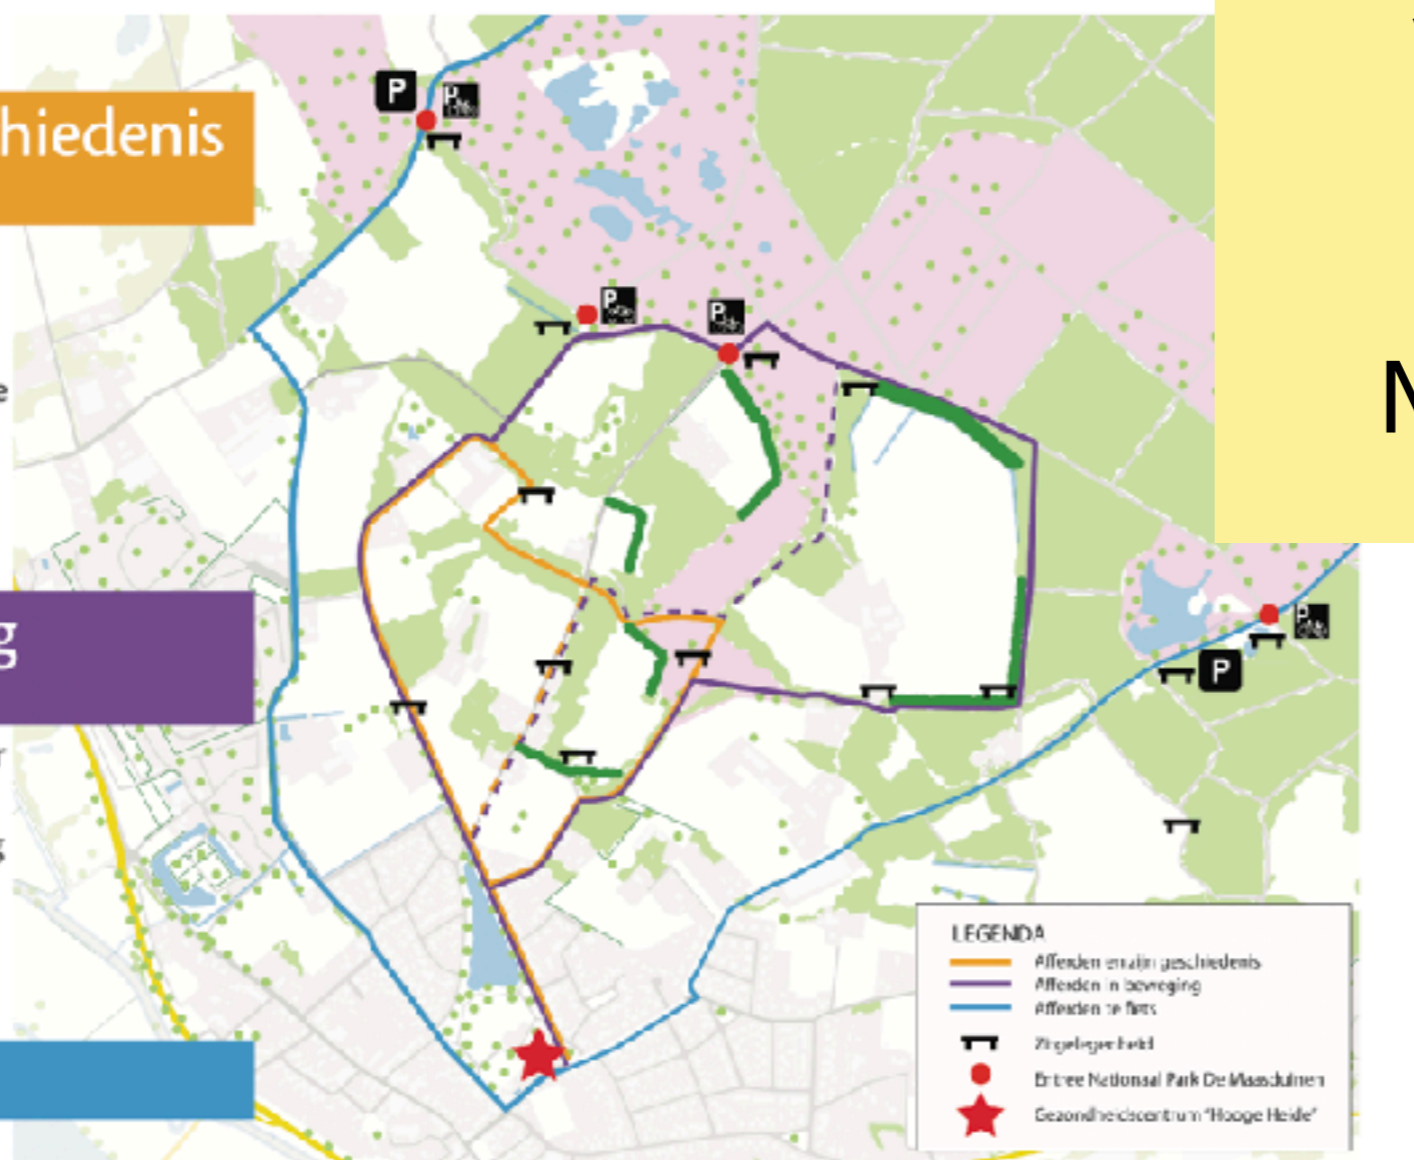 hiedenis
P
P
P
P
N
e
g
P
P
g
LEGENDA
Afferden en zijn geschiedenis
Afferden in beweging
Afferden te fiets
Zitgelegenheid
Entree Nationaal Park De Maasduinen
Gezondheidscentrum "Hooge Heide"